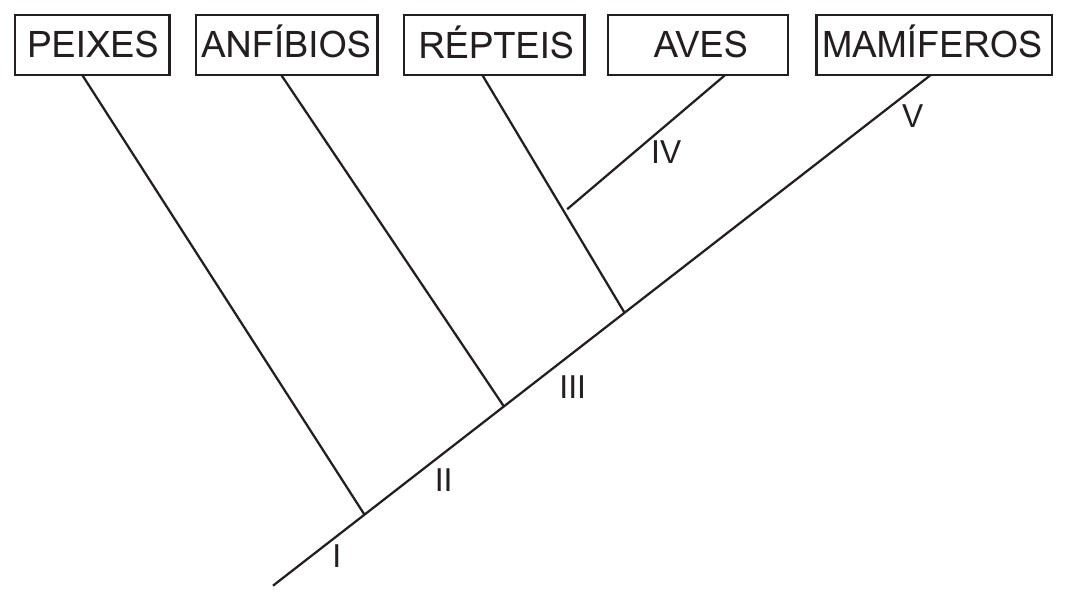 PEIXES
ANFÍBIOS
RÉPTEIS
AVES
MAMÍFEROS
V
IV
III
II
I